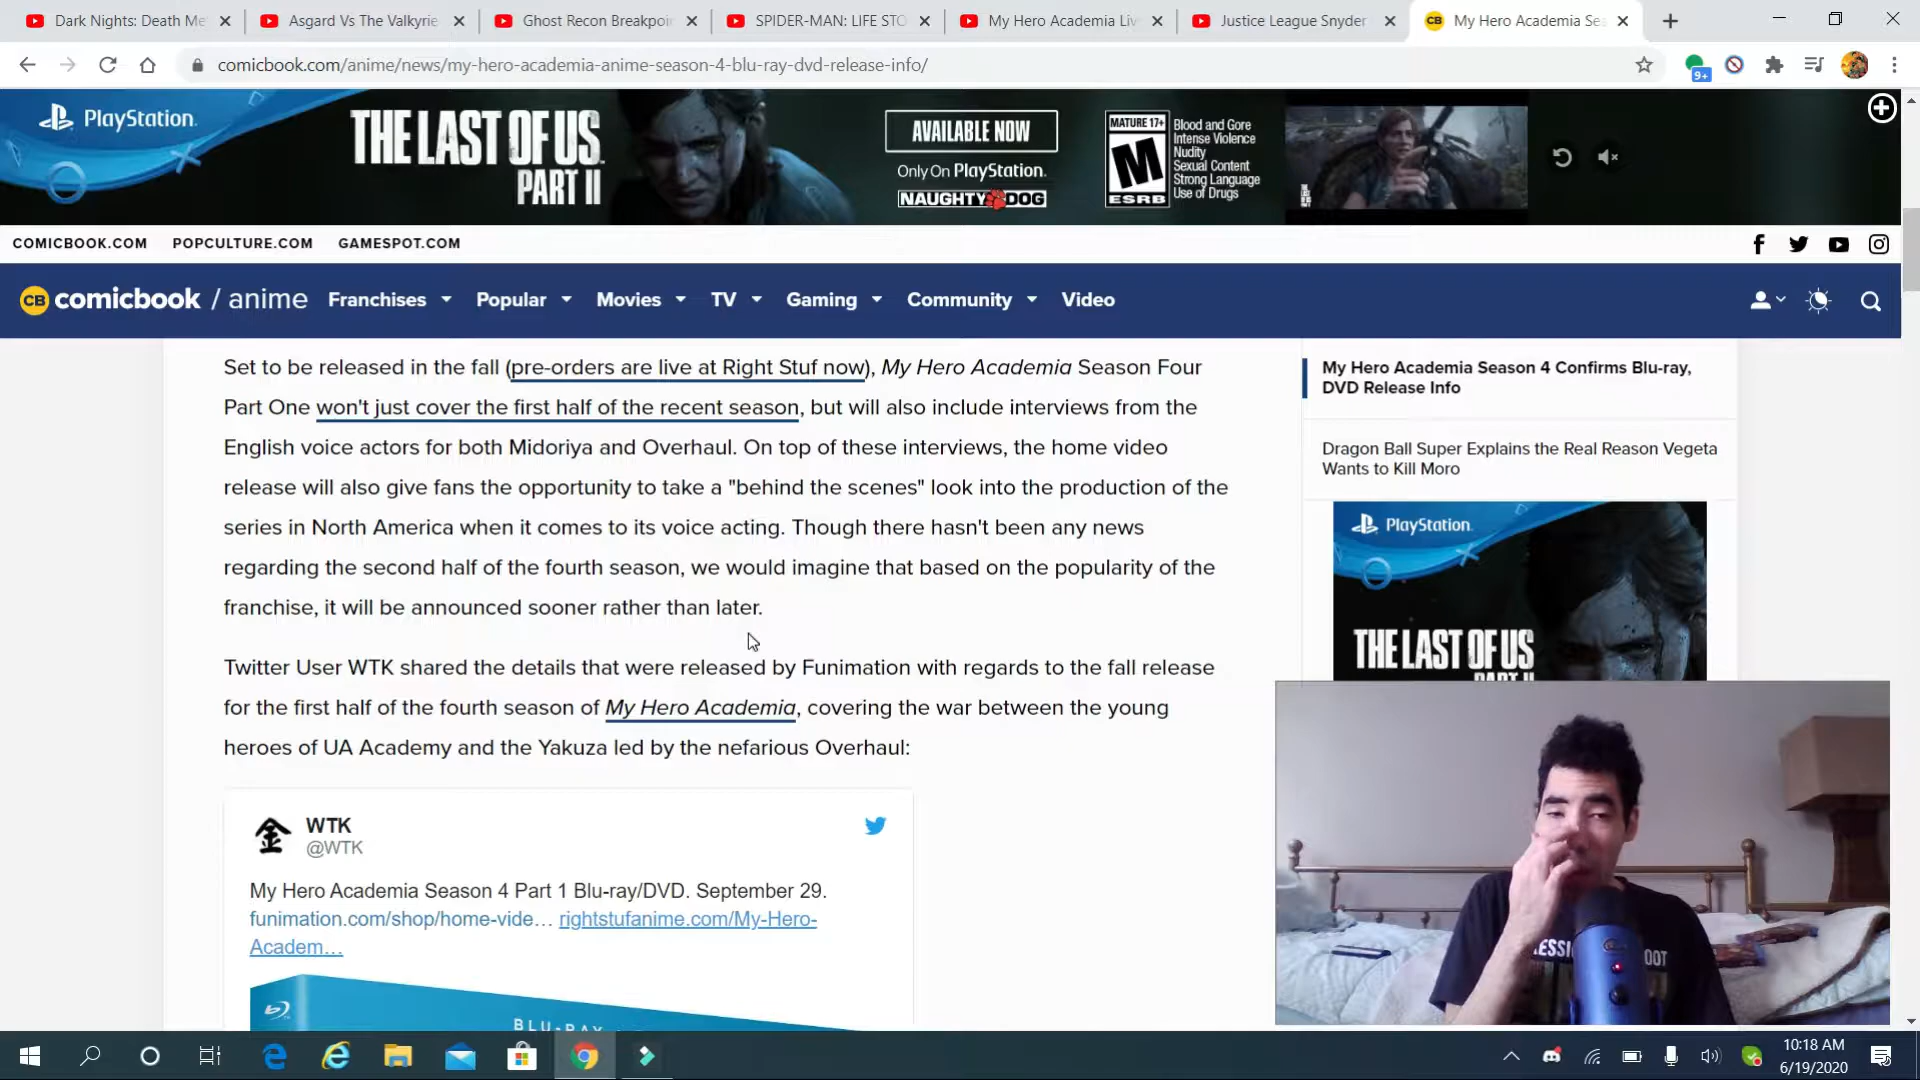 Dark Nights: Death Me
Asgard Vs The Valkyrie
Ghost Recon Breakpoi
SPIDER-MAN: LIFE STO
My Hero Academia Liv
Justice League Snyder
CB My Hero Academia Sea
comicbook.com/anime/news/my-hero-academia-anime-season-4-blu-ray-dvd-release-info/
9+
PlayStation.
THE LAST OF US
PART II
AVAILABLE NOW
Only On PlayStation.
NAUGHTY DOG
MATURE 17+
M
ESRB
Blood and Gore
Intense Violence
Nudity
Sexual Content
Strong Language
Use of Drugs
COMICBOOK.COM POPCULTURE.COM GAMESPOT.COM
CB comicbook / anime Franchises Popular Movies TV Gaming Community Video
Set to be released in the fall (pre-orders are live at Right Stuf now), My Hero Academia Season Four
Part One won't just cover the first half of the recent season, but will also include interviews from the
English voice actors for both Midoriya and Overhaul. On top of these interviews, the home video
release will also give fans the opportunity to take a "behind the scenes" look into the production of the
series in North America when it comes to its voice acting. Though there hasn't been any news
regarding the second half of the fourth season, we would imagine that based on the popularity of the
franchise, it will be announced sooner rather than later.
Twitter User WTK shared the details that were released by Funimation with regards to the fall release
for the first half of the fourth season of My Hero Academia, covering the war between the young
heroes of UA Academy and the Yakuza led by the nefarious Overhaul:
金
WTK
@WTK
My Hero Academia Season 4 Part 1 Blu-ray/DVD. September 29.
funimation.com/shop/home-vide… rightstufanime.com/My-Hero-
Academ…
BLU-RAY
My Hero Academia Season 4 Confirms Blu-ray,
DVD Release Info
Dragon Ball Super Explains the Real Reason Vegeta
Wants to Kill Moro
PlayStation.
THE LAST OF US
PART II
10:18 AM
6/19/2020